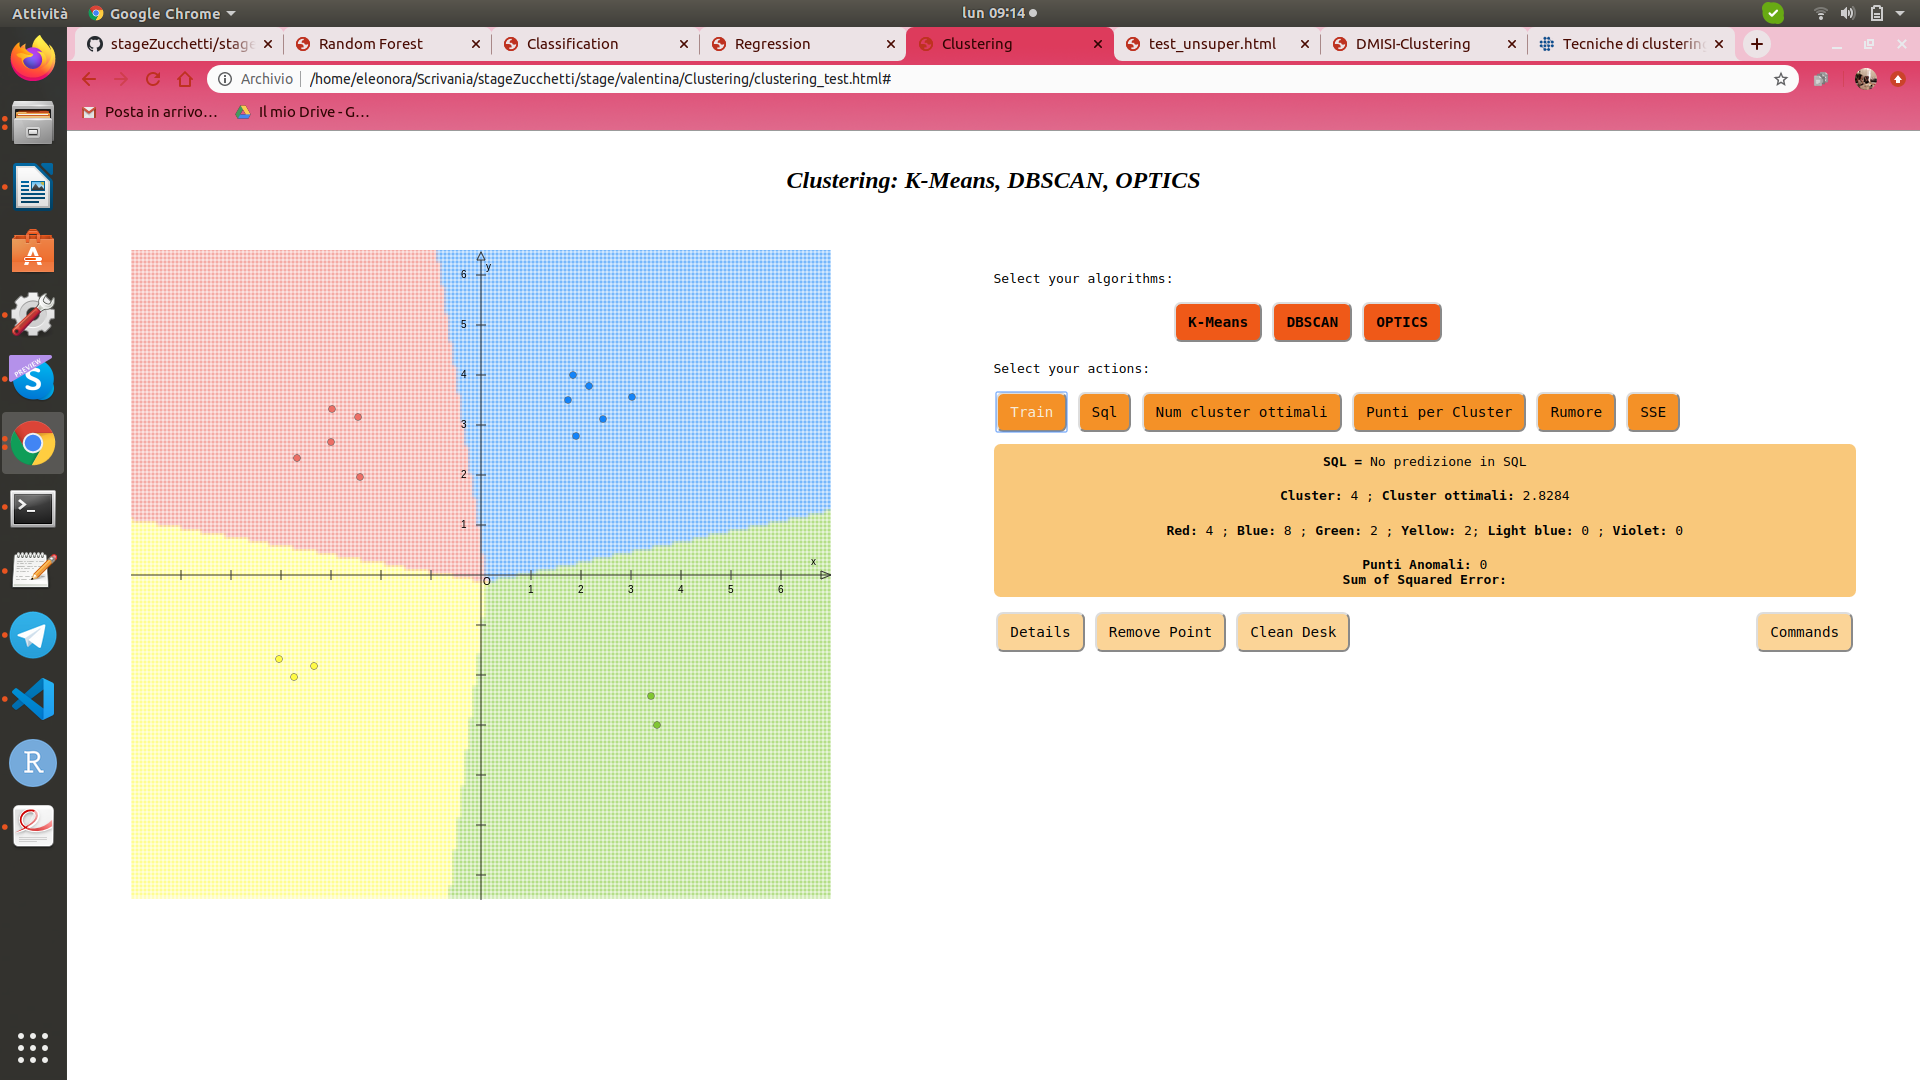 Attività Google Chrome lun 09:14
stageZucchetti/stage Random Forest Classification Regression Clustering test_unsuper.html DMISI-Clustering Tecniche di clustering
Archivio /home/eleonora/Scrivania/stageZucchetti/stage/valentina/Clustering/clustering_test.html#
Posta in arrivo… Il mio Drive - G…
PREVIEW
Clustering: K-Means, DBSCAN, OPTICS
y
6
5
4
3
2
1
x
O
1 2 3 4 5 6
Select your algorithms:
K-Means DBSCAN OPTICS
Select your actions:
Train Sql Num cluster ottimali Punti per Cluster Rumore SSE
SQL = No predizione in SQL
Cluster: 4 ; Cluster ottimali: 2.8284
Red: 4 ; Blue: 8 ; Green: 2 ; Yellow: 2; Light blue: 0 ; Violet: 0
Punti Anomali: 0
Sum of Squared Error:
Details Remove Point Clean Desk Commands